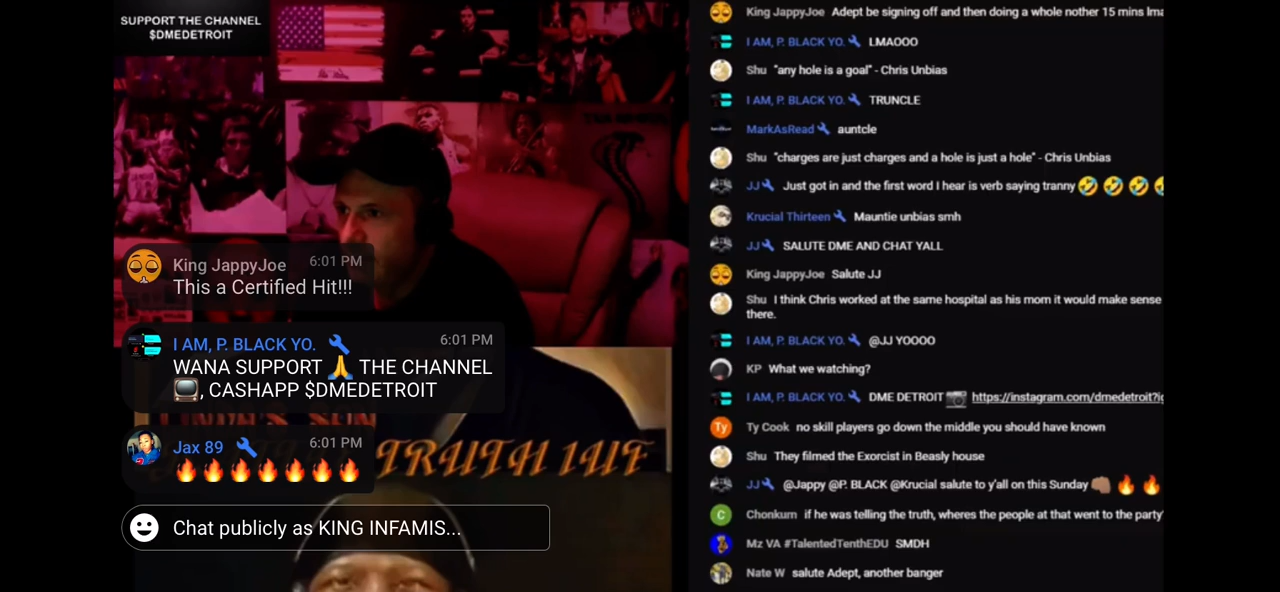 SUPPORT THE CHANNEL
$DMEDETROIT
King JappyJoe 6:01 PM
This a Certified Hit!!!
I AM, P. BLACK YO. 🔧 6:01 PM
WANA SUPPORT 🙏 THE CHANNEL
📺, CASHAPP $DMEDETROIT
TRUTH
Jax 89 🔧 6:01 PM
🔥🔥🔥🔥🔥🔥🔥
Chat publicly as KING INFAMIS...
King JappyJoe Adept be signing off and then doing a whole nother 15 mins lma
I AM, P. BLACK YO. 🔧 LMAOOO
Shu "any hole is a goal" - Chris Unbias
I AM, P. BLACK YO. 🔧 TRUNCLE
MarkAsRead 🔧 auntcle
Shu "charges are just charges and a hole is just a hole" - Chris Unbias
JJ 🔧 Just got in and the first word I hear is verb saying tranny 🤣 🤣 🤣 🤣
Krucial Thirteen 🔧 Mauntie unbias smh
JJ 🔧 SALUTE DME AND CHAT YALL
King JappyJoe Salute JJ
Shu I think Chris worked at the same hospital as his mom it would make sense
there.
I AM, P. BLACK YO. 🔧 @JJ YOOOO
KP What we watching?
I AM, P. BLACK YO. 🔧 DME DETROIT 📷 https://instagram.com/dmedetroit?i
Ty Ty Cook no skill players go down the middle you should have known
Shu They filmed the Exorcist in Beasly house
JJ 🔧 @Jappy @P. BLACK @Krucial salute to y'all on this Sunday 👊🏽 🔥 🔥
C Chonkum if he was telling the truth, wheres the people at that went to the party
Mz VA #TalentedTenthEDU SMDH
Nate W salute Adept, another banger